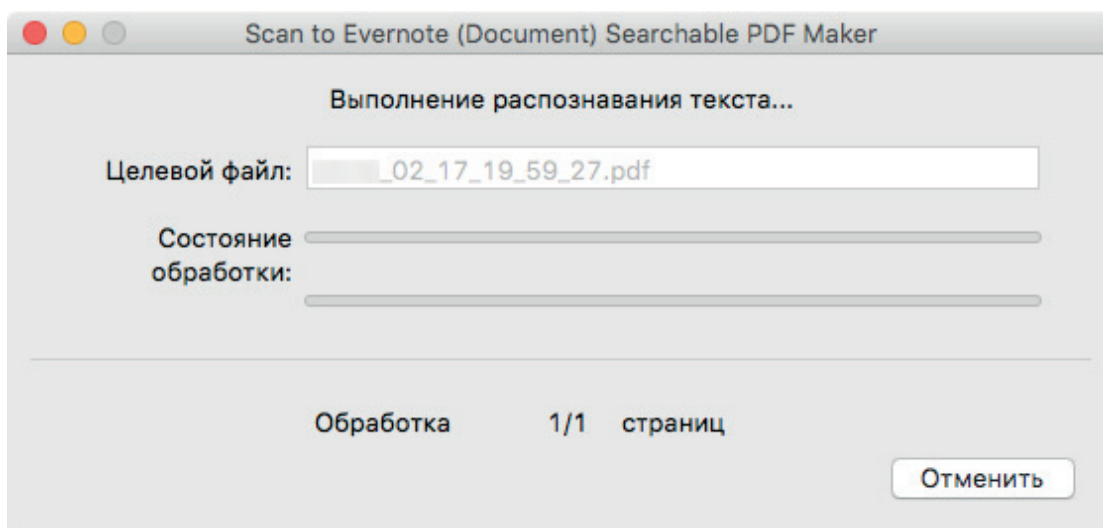 Scan to Evernote (Document) Searchable PDF Maker
Выполнение распознавания текста...
Целевой файл: _02_17_19_59_27.pdf
Состояние
обработки:
Обработка 1/1 страниц
Отменить